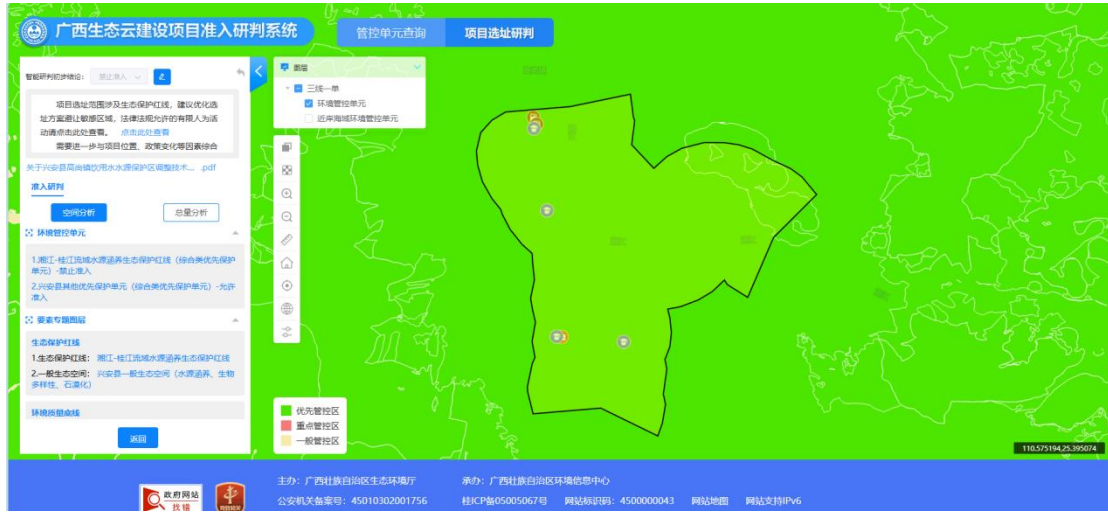 广西生态云建设项目准入研判系统
管控单元查询
项目选址研判
智能研判初步结论：
禁止准入
项目选址范围涉及生态保护红线，建议优化选
址方案避让敏感区域，法律法规允许的有限人为活
动请点击此处查看。 点击此处查看
需要进一步与项目位置、政策变化等因素综合
关于兴安县高尚镇饮用水水源保护区调整技术... .pdf
准入研判
空间分析
总量分析
环境管控单元
1.湘江-桂江流域水源涵养生态保护红线（综合类优先保护
单元）-禁止准入
2.兴安县其他优先保护单元（综合类优先保护单元）-允许
准入
要素专题图层
生态保护红线
1.生态保护红线： 湘江-桂江流域水源涵养生态保护红线
2.一般生态空间： 兴安县一般生态空间（水源涵养、生物
多样性、石漠化）
环境质量底线
返回
图层
三线一单
环境管控单元
近岸海域环境管控单元
优先管控区
重点管控区
一般管控区
110.575194,25.395074
政府网站
找错
主办：广西壮族自治区生态环境厅
承办：广西壮族自治区环境信息中心
公安机关备案号：45010302001756
桂ICP备05005067号
网站标识码：4500000043
网站地图
网站支持IPv6